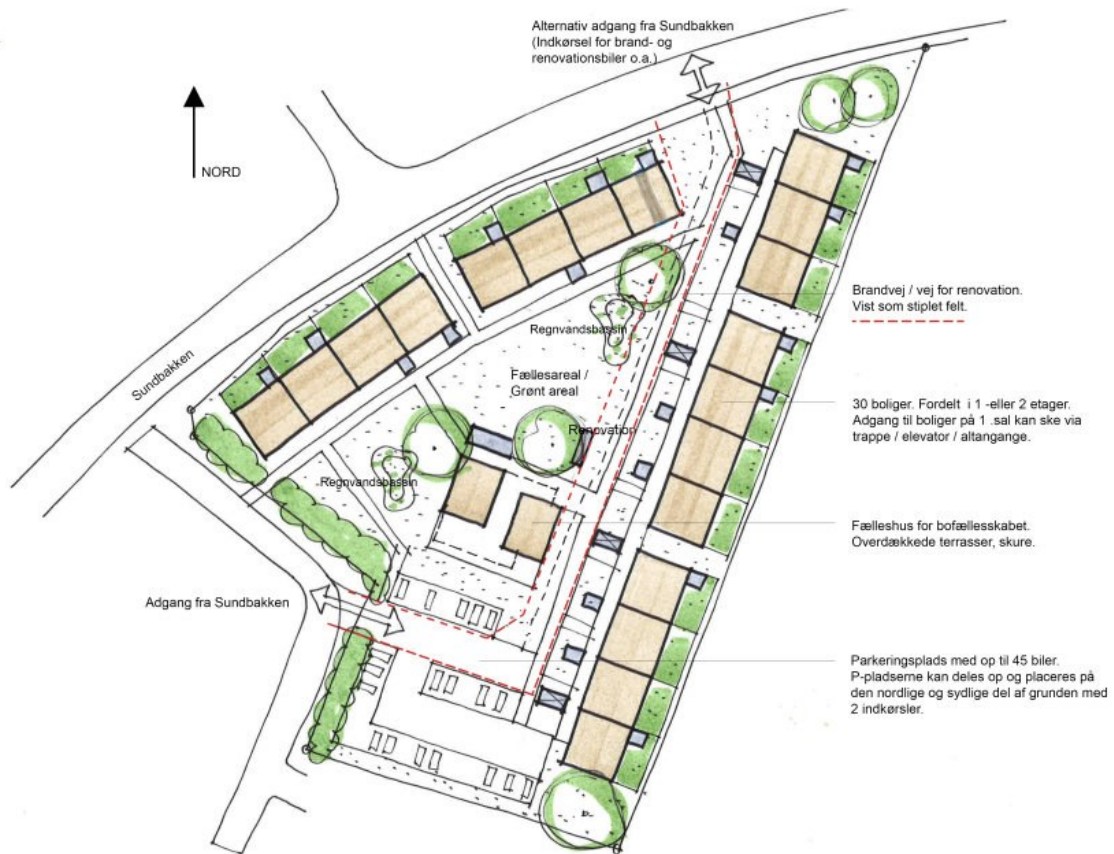 Alternativ adgang fra Sundbakken
(Indkørsel for brand- og
renovationsbiler o.a.)
NORD
Brandvej / vej for renovation.
Vist som stiplet felt.
Regnvandsbassin
Sundbakken
Fællesareal /
Grønt areal
30 boliger. Fordelt i 1 -eller 2 etager.
Adgang til boliger på 1 .sal kan ske via
trappe / elevator / altangange.
Renovation
Regnvandsbassin
Fælleshus for bofællesskabet.
Overdækkede terrasser, skure.
Adgang fra Sundbakken
Parkeringsplads med op til 45 biler.
P-pladserne kan deles op og placeres på
den nordlige og sydlige del af grunden med
2 indkørsler.